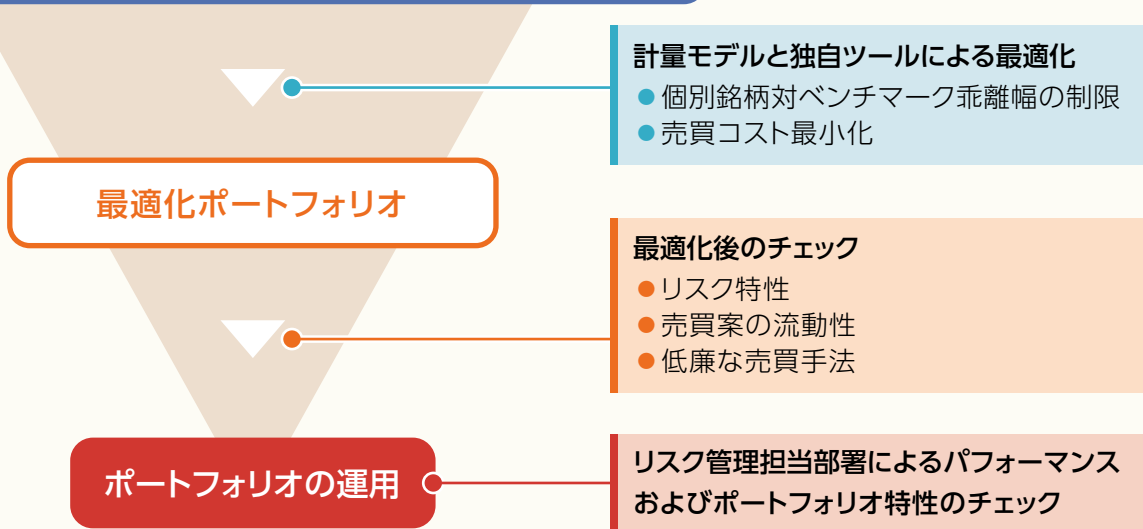 計量モデルと独自ツールによる最適化
●個別銘柄対ベンチマーク乖離幅の制限
●売買コスト最小化
最適化ポートフォリオ
最適化後のチェック
●リスク特性
●売買案の流動性
●低廉な売買手法
ポートフォリオの運用
リスク管理担当部署によるパフォーマンス
およびポートフォリオ特性のチェック